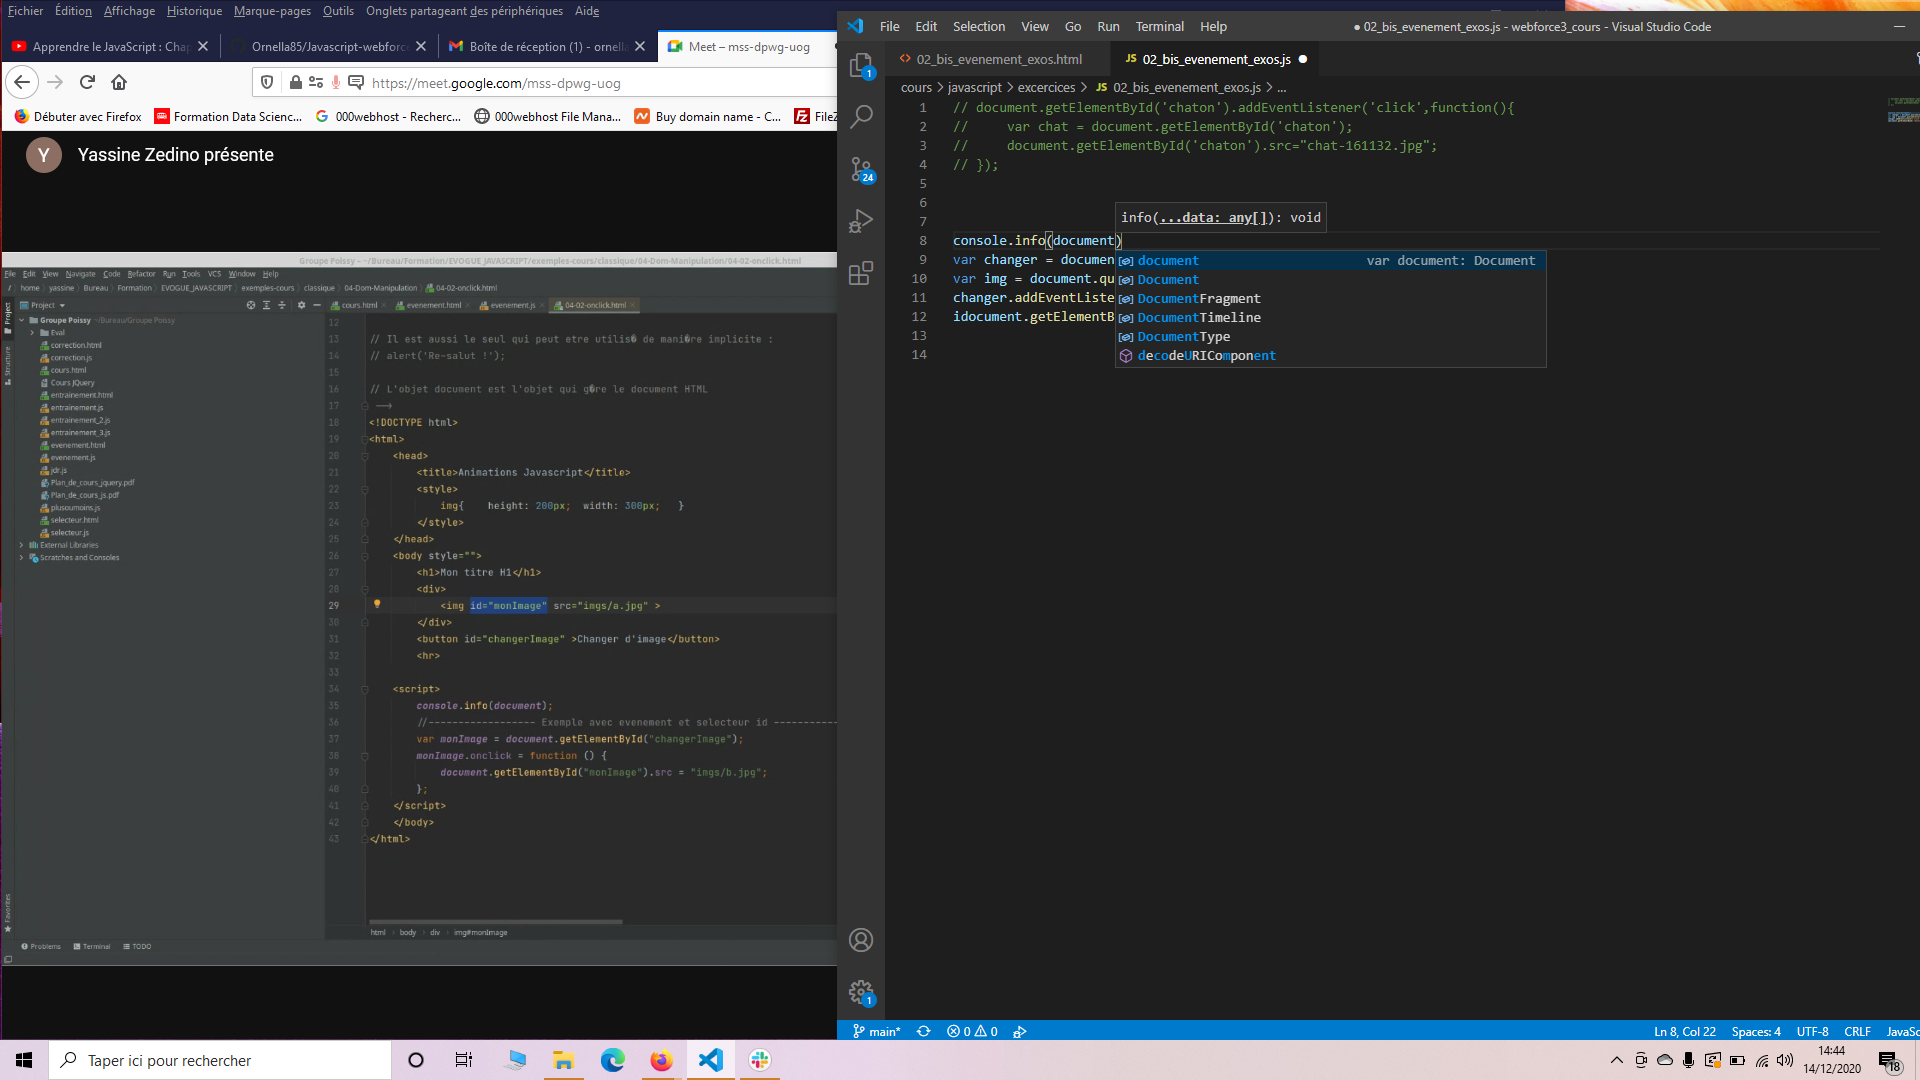 Fichier Édition Affichage Historique Marque-pages Outils Onglets partageant des périphériques Aide
Apprendre le JavaScript : Chap
Ornella85/Javascript-webforc
Boîte de réception (1) - ornella
Meet – mss-dpwg-uog
https://meet.google.com/mss-dpwg-uog
Débuter avec Firefox Formation Data Scienc... 000webhost - Recherc... 000webhost File Mana... Buy domain name - C... FileZ
Y Yassine Zedino présente
Groupe Poissy – ~/Bureau/Formation/EVOGUE_JAVASCRIPT/exemples-cours/classique/04-Dom-Manipulation/04-02-onclick.html
File Edit View Navigate Code Refactor Run Tools VCS Window Help
/ home yassine Bureau Formation EVOGUE_JAVASCRIPT exemples-cours classique 04-Dom-Manipulation 04-02-onclick.html
Project
cours.html evenement.html evenement.js 04-02-onclick.html
Project
Structure
Favorites
Groupe Poissy ~/Bureau/Groupe Poissy
Eval
correction.html
correction.js
cours.html
Cours JQuery
entrainement.html
entrainement.js
entrainement_2.js
entrainement_3.js
evenement.html
evenement.js
jdr.js
Plan_de_cours_jquery.pdf
Plan_de_cours_js.pdf
plusoumoins.js
selecteur.html
selecteur.js
External Libraries
Scratches and Consoles
12
13 // Il est aussi le seul qui peut etre utilis� de mani�re implicite :
14 // alert('Re-salut !');
15
16 // L'objet document est l'objet qui g�re le document HTML
17 -->
18 <!DOCTYPE html>
19 <html>
20 <head>
21 <title>Animations Javascript</title>
22 <style>
23 img{ height: 200px; width: 300px; }
24 </style>
25 </head>
26 <body style="">
27 <h1>Mon titre H1</h1>
28 <div>
29 <img id="monImage" src="imgs/a.jpg" >
30 </div>
31 <button id="changerImage" >Changer d'image</button>
32 <hr>
33
34 <script>
35 console.info(document);
36 //------------------ Exemple avec evenement et selecteur id -----------
37 var monImage = document.getElementById("changerImage");
38 monImage.onclick = function () {
39 document.getElementById("monImage").src = "imgs/b.jpg";
40 };
41 </script>
42 </body>
43 </html>
html body div img#monImage
Problems Terminal TODO
File Edit Selection View Go Run Terminal Help
● 02_bis_evenement_exos.js - webforce3_cours - Visual Studio Code
02_bis_evenement_exos.html
JS 02_bis_evenement_exos.js ●
cours > javascript > excercices > JS 02_bis_evenement_exos.js > ...
1
24
1
1 // document.getElementById('chaton').addEventListener('click',function(){
2 //     var chat = document.getElementById('chaton');
3 //     document.getElementById('chaton').src="chat-161132.jpg";
4 // });
5
6
7
info(...data: any[]): void
8 console.info(document)
9 var changer = documen
10 var img = document.qu
11 changer.addEventListe
12 idocument.getElementB
13
14
document var document: Document
Document
DocumentFragment
DocumentTimeline
DocumentType
decodeURIComponent
main* 0 0
Ln 8, Col 22 Spaces: 4 UTF-8 CRLF JavaSc
Taper ici pour rechercher
14:44
14/12/2020
18